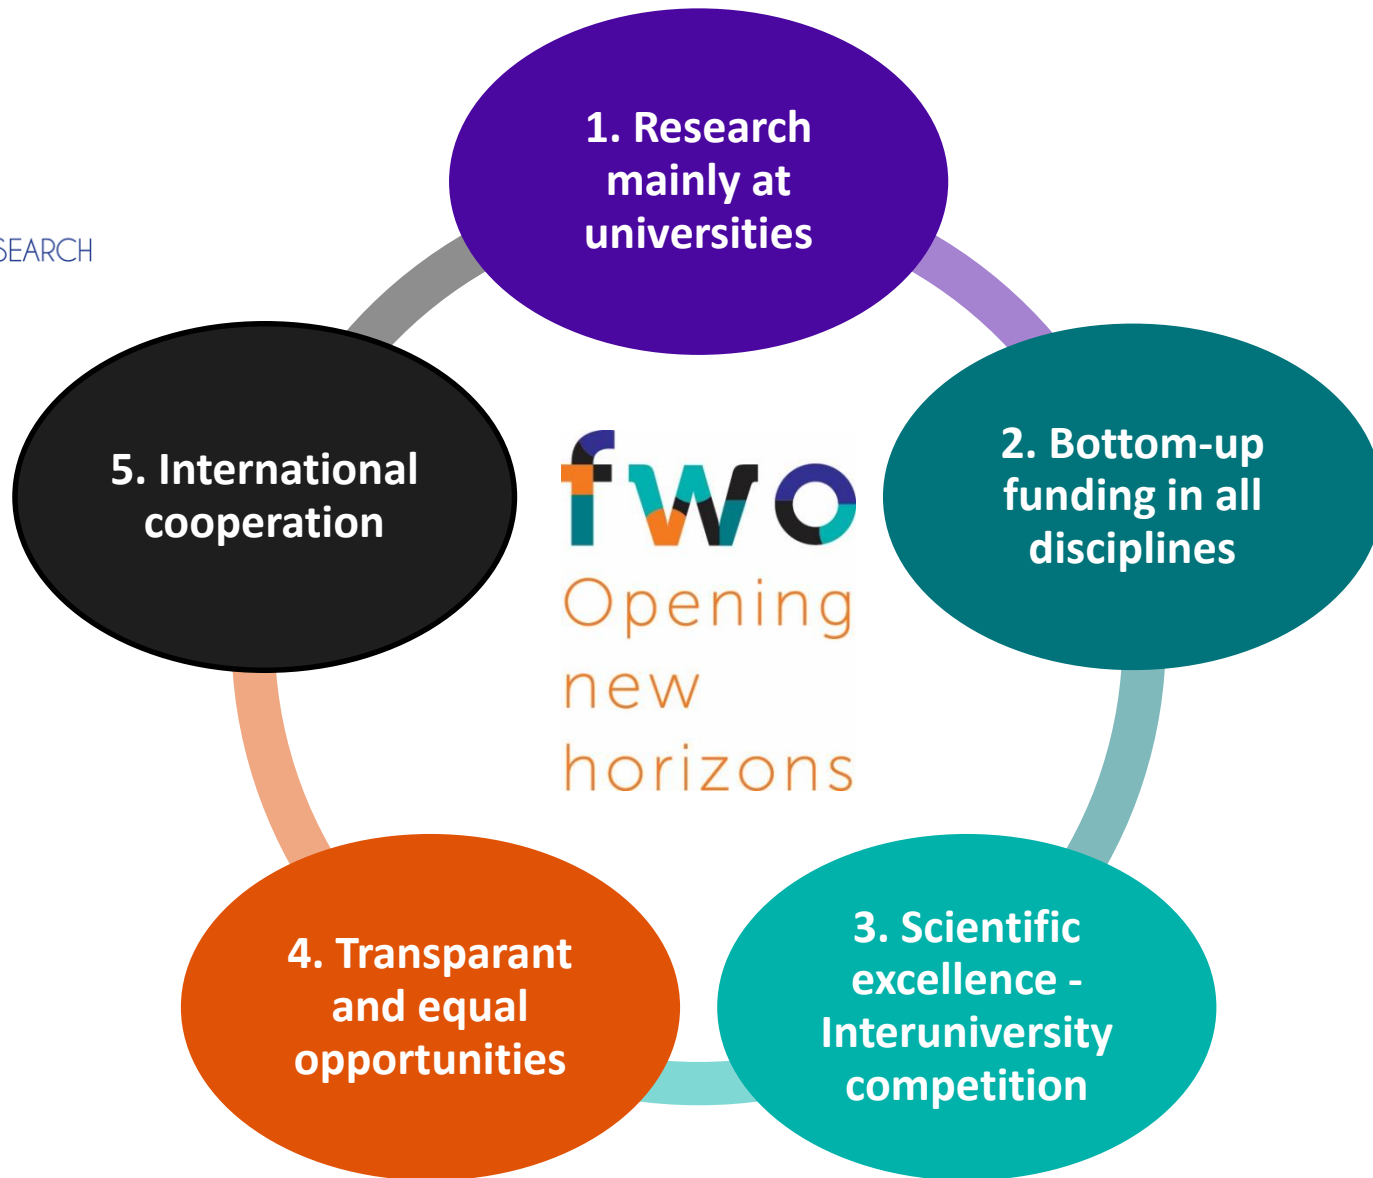 1. Research
mainly at
universities
SEARCH
2. Bottom-up
funding in all
disciplines
5. International
cooperation
fwo
Opening
new
horizons
3. Scientific
excellence -
Interuniversity
competition
4. Transparant
and equal
opportunities